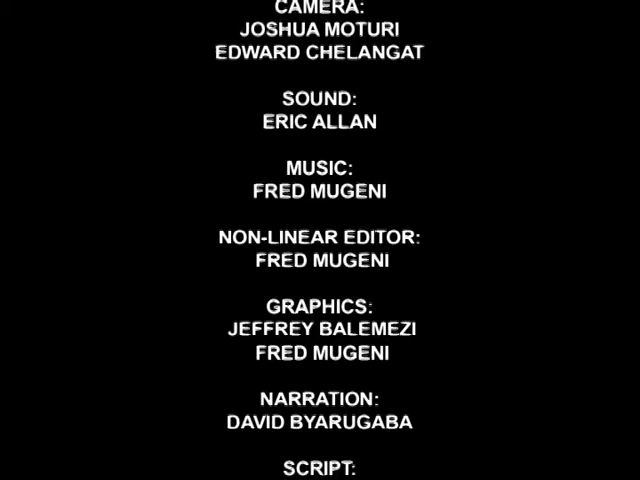 CAMERA:
JOSHUA MOTURI
EDWARD CHELANGAT
SOUND:
ERIC ALLAN
MUSIC:
FRED MUGENI
NON-LINEAR EDITOR:
FRED MUGENI
GRAPHICS:
JEFFREY BALEMEZI
FRED MUGENI
NARRATION:
DAVID BYARUGABA
SCRIPT: